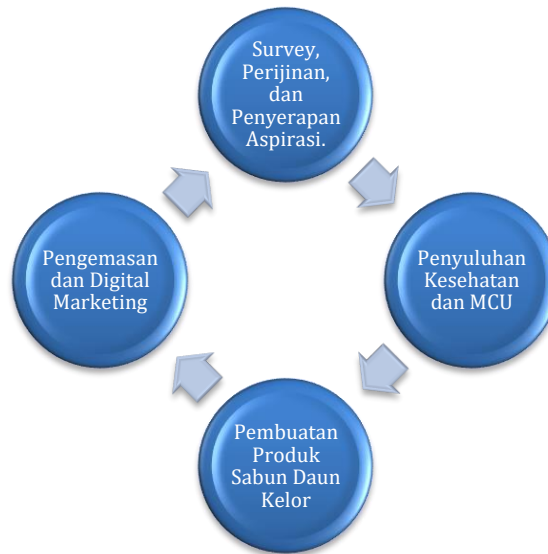 Survey,
Perijinan,
dan
Penyerapan
Aspirasi.
Penyuluhan
Kesehatan
dan MCU
Pembuatan
Produk
Sabun Daun
Kelor
Pengemasan
dan Digital
Marketing